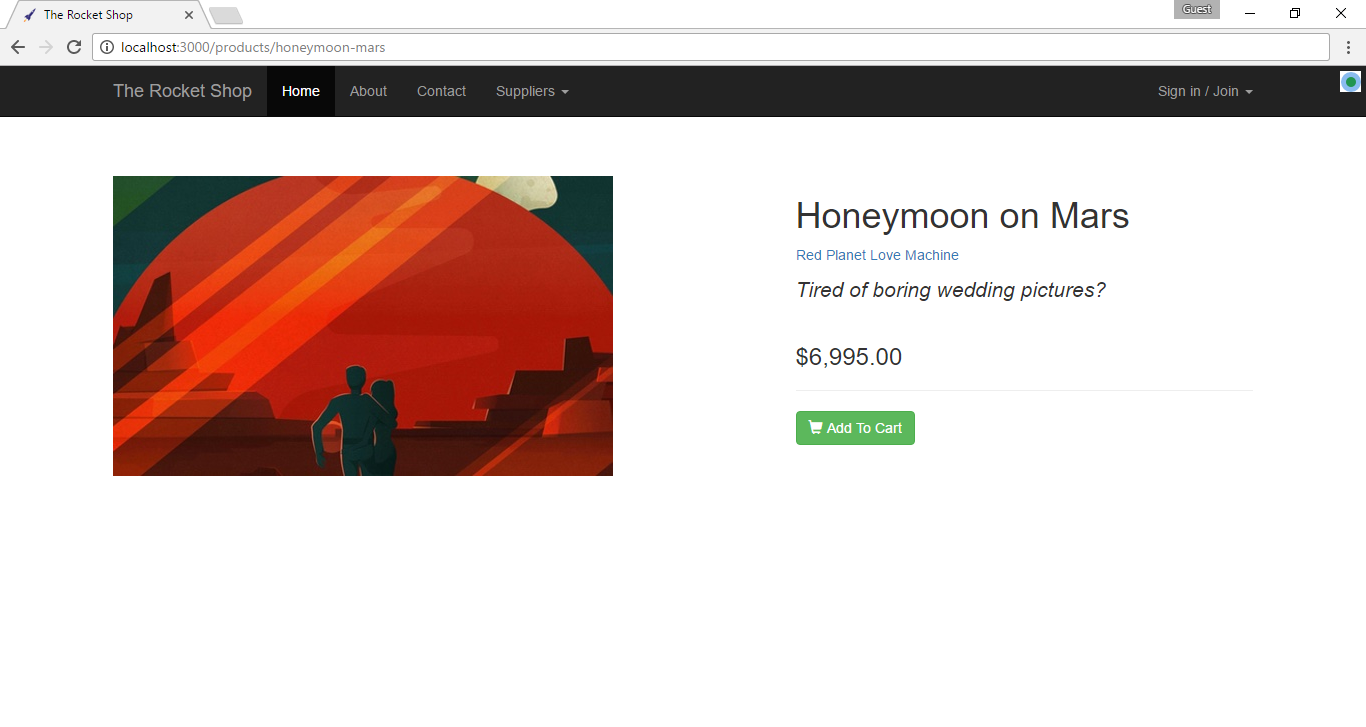 The Rocket Shop
Guest
localhost:3000/products/honeymoon-mars
The Rocket Shop Home About Contact Suppliers Sign in / Join
Honeymoon on Mars
Red Planet Love Machine
Tired of boring wedding pictures?
$6,995.00
Add To Cart